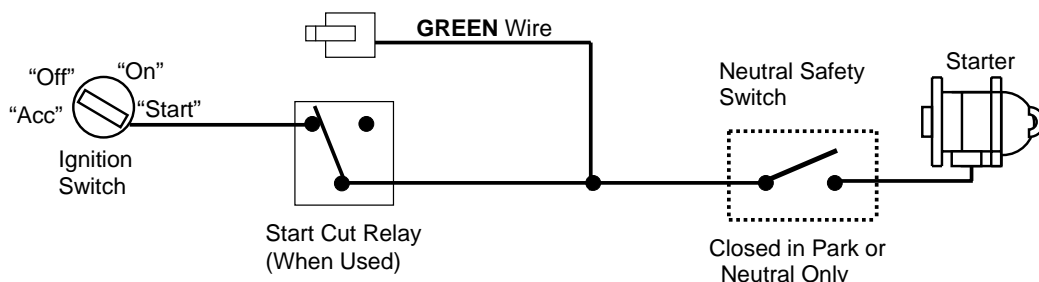 GREEN Wire
“Off”
“On”
“Acc”
“Start”
Ignition
Switch
Start Cut Relay
(When Used)
Neutral Safety
Switch
Closed in Park or
Neutral Only
Starter